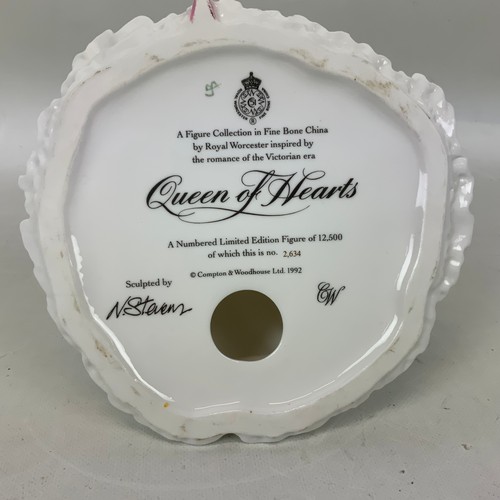 A Figure Collection in Fine Bone China
by Royal Worcester inspired by
the romance of the Victorian era
Queen of Hearts
A Numbered Limited Edition Figure of 12,500
of which this is no. 2,634
© Compton & Woodhouse Ltd. 1992
Sculpted by
N. Stevens
CW